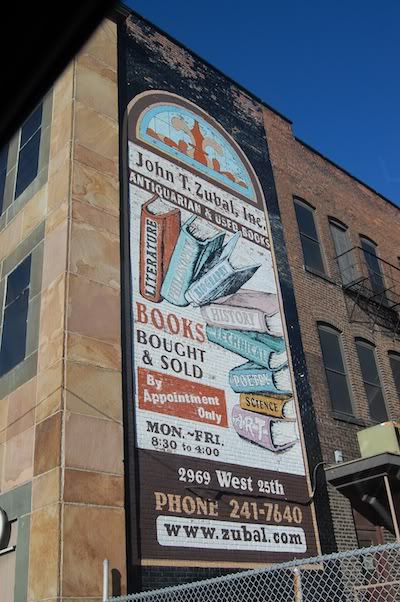 John T. Zubal, Inc.
ANTIQUARIAN & USED BOOKS
LITERATURE
HISTORY
TECHNICAL
POETRY
SCIENCE
ART
BOOKS
BOUGHT
& SOLD
By
Appointment
Only
MON.~FRI.
8:30 to 4:00
2969 West 25th
PHONE 241-7640
www.zubal.com